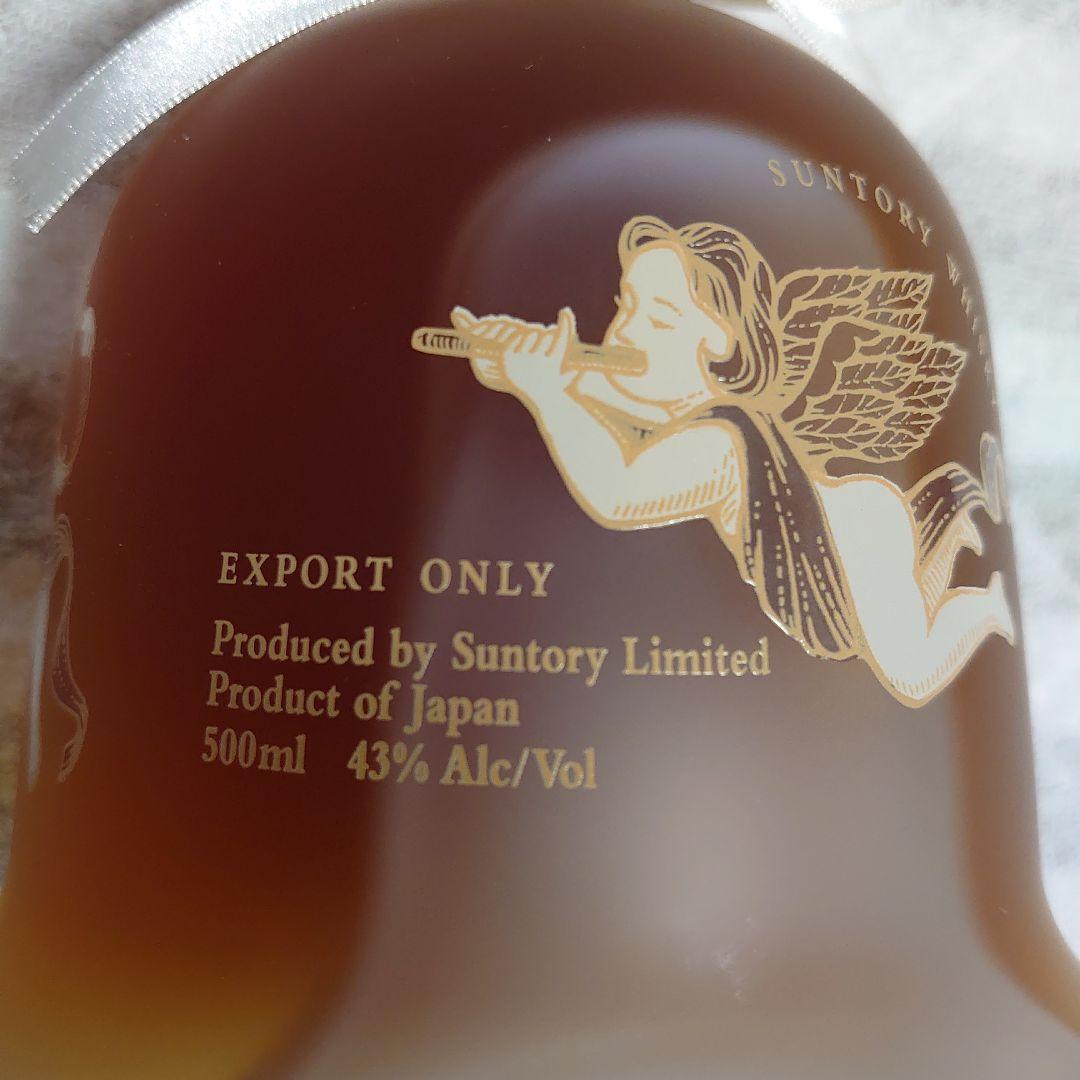 SUNTORY
EXPORT ONLY
Produced by Suntory Limited
Product of Japan
500ml 43% Alc/Vol